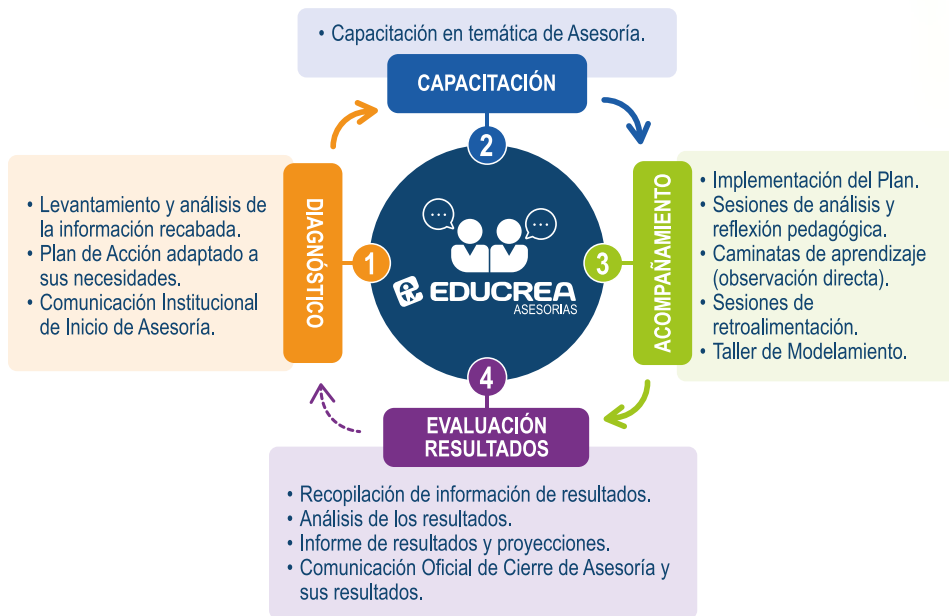 • Capacitación en temática de Asesoría.
CAPACITACIÓN
2
DIAGNÓSTICO
1
• Levantamiento y análisis de
la información recabada.
• Plan de Acción adaptado a
sus necesidades.
• Comunicación Institucional
de Inicio de Asesoría.
EDUCREA
ASESORIAS
3
ACOMPAÑAMIENTO
• Implementación del Plan.
• Sesiones de análisis y
reflexión pedagógica.
• Caminatas de aprendizaje
(observación directa).
• Sesiones de
retroalimentación.
• Taller de Modelamiento.
4
EVALUACIÓN
RESULTADOS
• Recopilación de información de resultados.
• Análisis de los resultados.
• Informe de resultados y proyecciones.
• Comunicación Oficial de Cierre de Asesoría y
sus resultados.